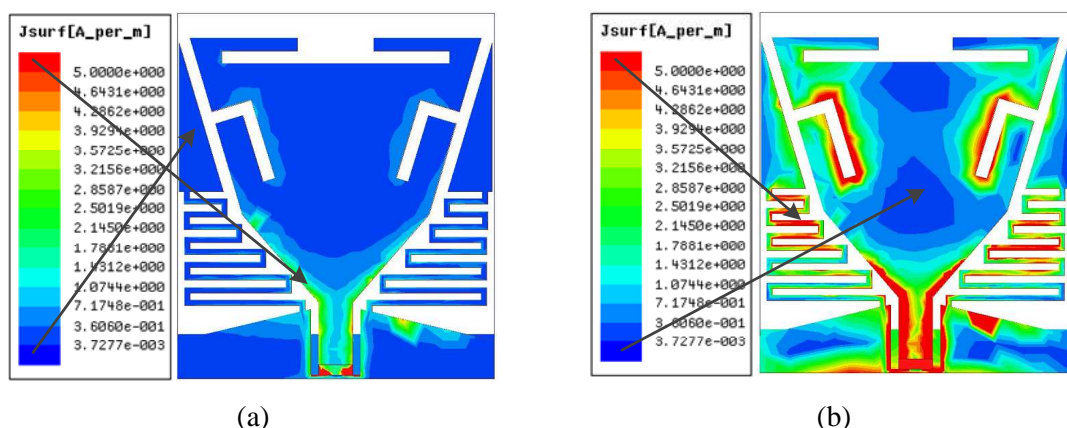 Jsurf[A_per_m]
5.0000e+000
4.6431e+000
4.2862e+000
3.9294e+000
3.5725e+000
3.2156e+000
2.8587e+000
2.5019e+000
2.1450e+000
1.7881e+000
1.4312e+000
1.0744e+000
7.1748e-001
3.6060e-001
3.7277e-003
(a)
Jsurf[A_per_m]
5.0000e+000
4.6431e+000
4.2862e+000
3.9294e+000
3.5725e+000
3.2156e+000
2.8587e+000
2.5019e+000
2.1450e+000
1.7881e+000
1.4312e+000
1.0744e+000
7.1748e-001
3.6060e-001
3.7277e-003
(b)